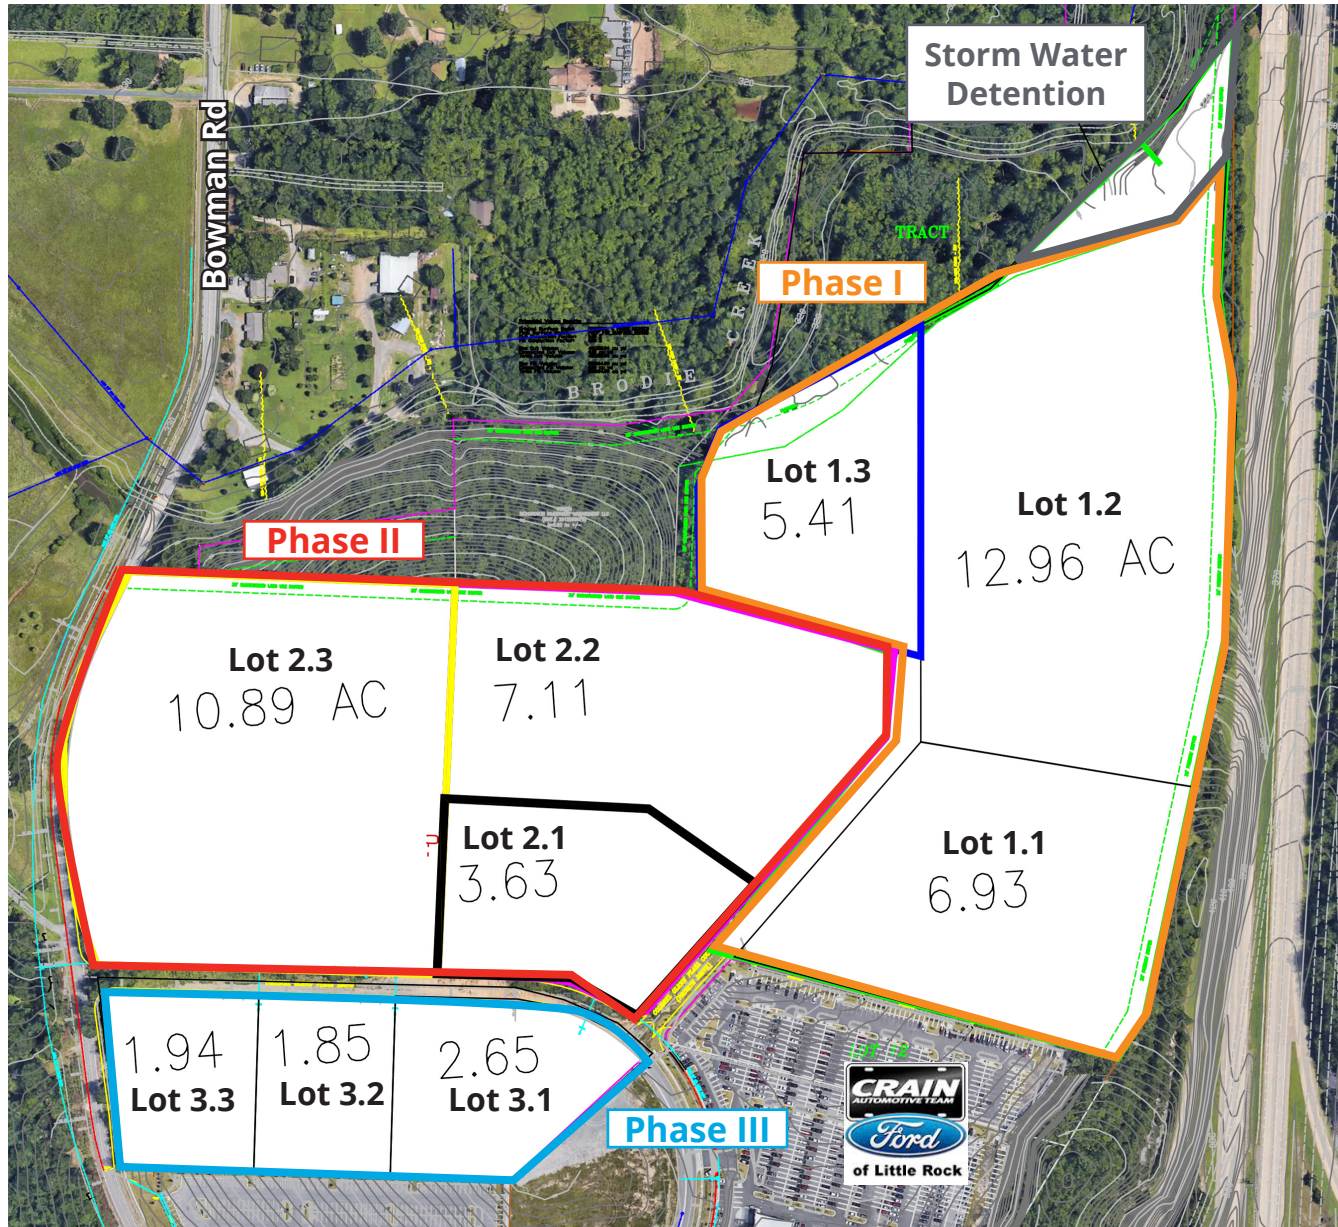 Storm Water
Detention
Bowman Rd
TRACT
CREEK
Phase I
BRODIE
Lot 1.3
5.41
Lot 1.2
12.96 AC
Phase II
Lot 2.3
10.89 AC
Lot 2.2
7.11
Lot 2.1
3.63
Lot 1.1
6.93
1.94
Lot 3.3
1.85
Lot 3.2
2.65
Lot 3.1
Phase III
LOT 12
CRAIN
AUTOMOTIVE TEAM
Ford
of Little Rock